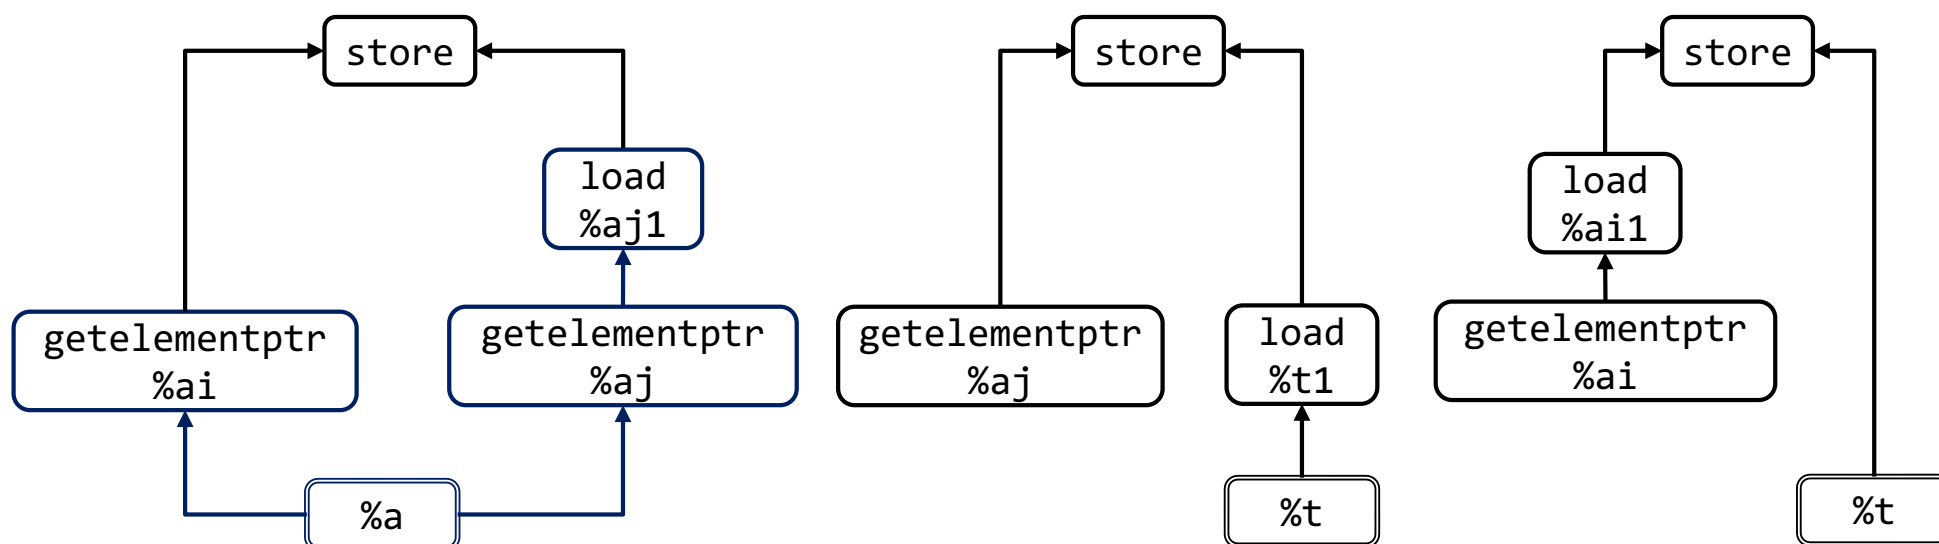 store
load
%aj1
getelementptr
%ai
getelementptr
%aj
%a
store
getelementptr
%aj
load
%t1
%t
store
load
%ai1
getelementptr
%ai
%t